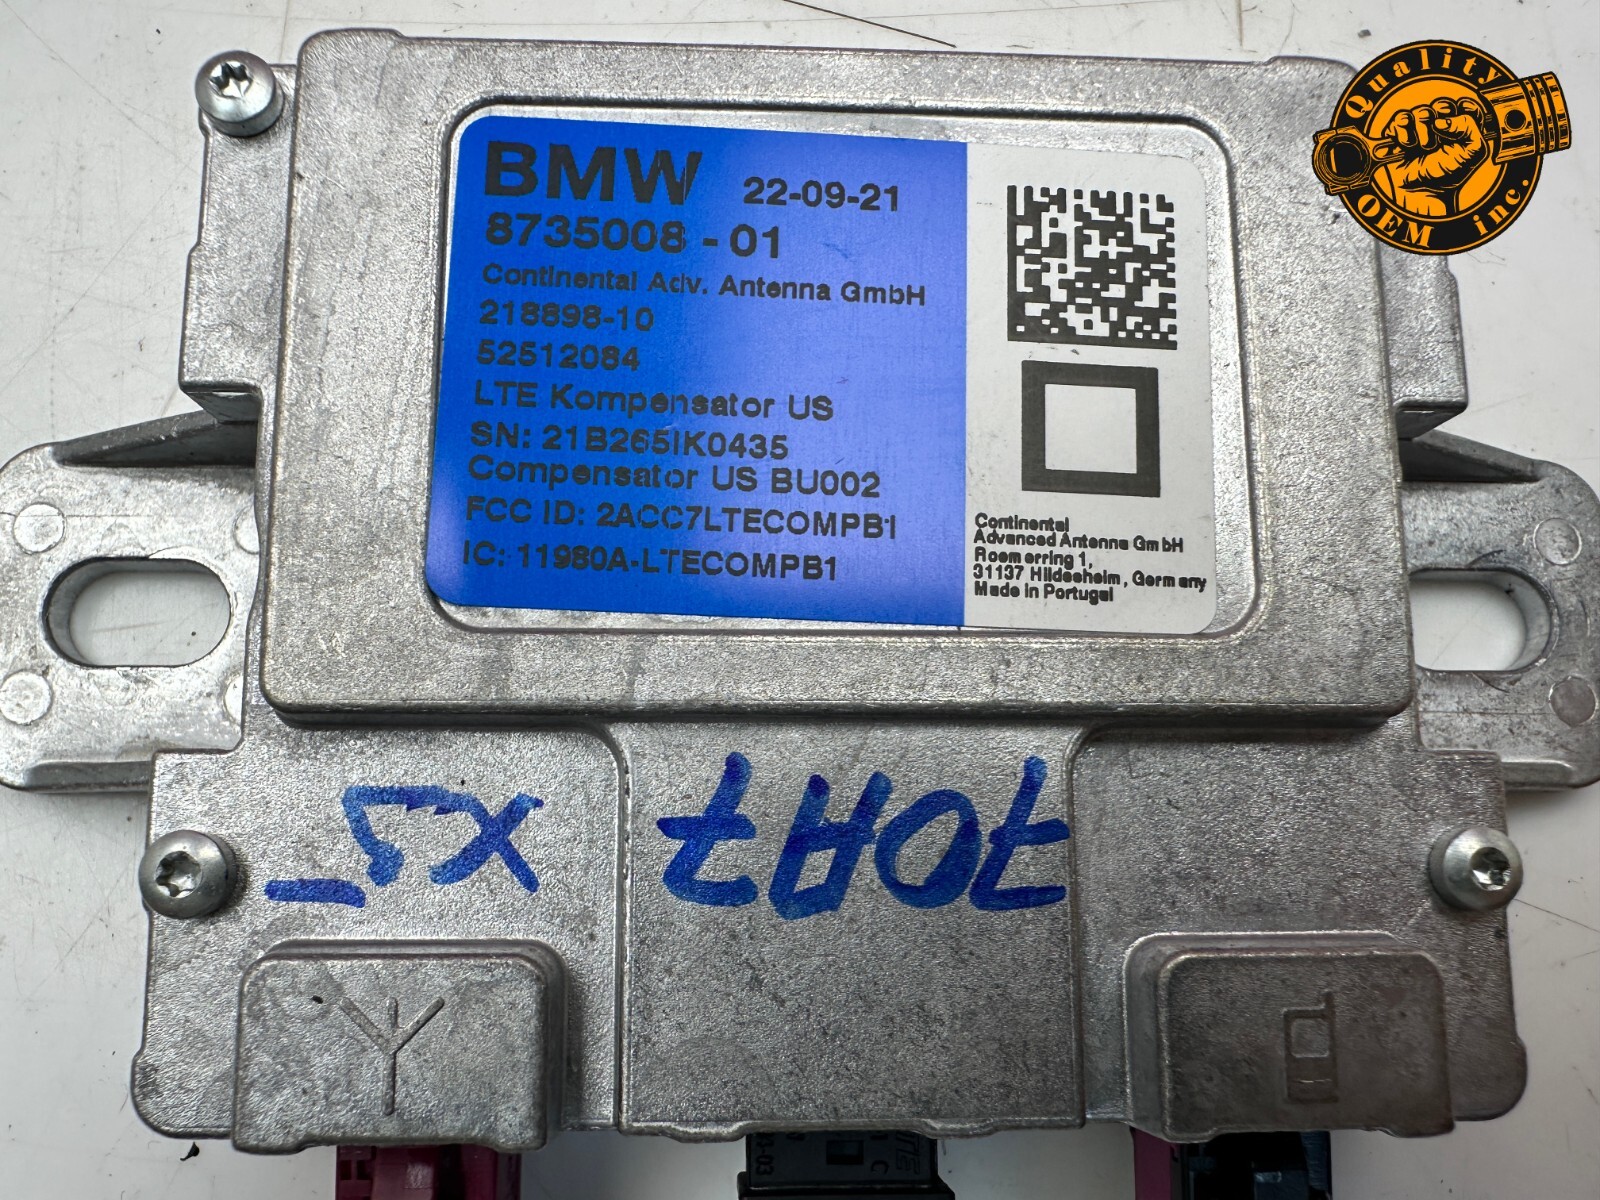 BMW 22-09-21
8735008 - 01
Continental Adv. Antenna GmbH
218898-10
52512084
LTE Kompensator US
SN: 21B265IK0435
Compensator US BU002
FCC ID: 2ACC7LTECOMPB1
IC: 11980A-LTECOMPB1
Continental
Advanced Antenna GmbH
Roemerring 1,
31137 Hildesheim, Germany
Made in Portugal
Quality
OEM inc.
X5
70A7